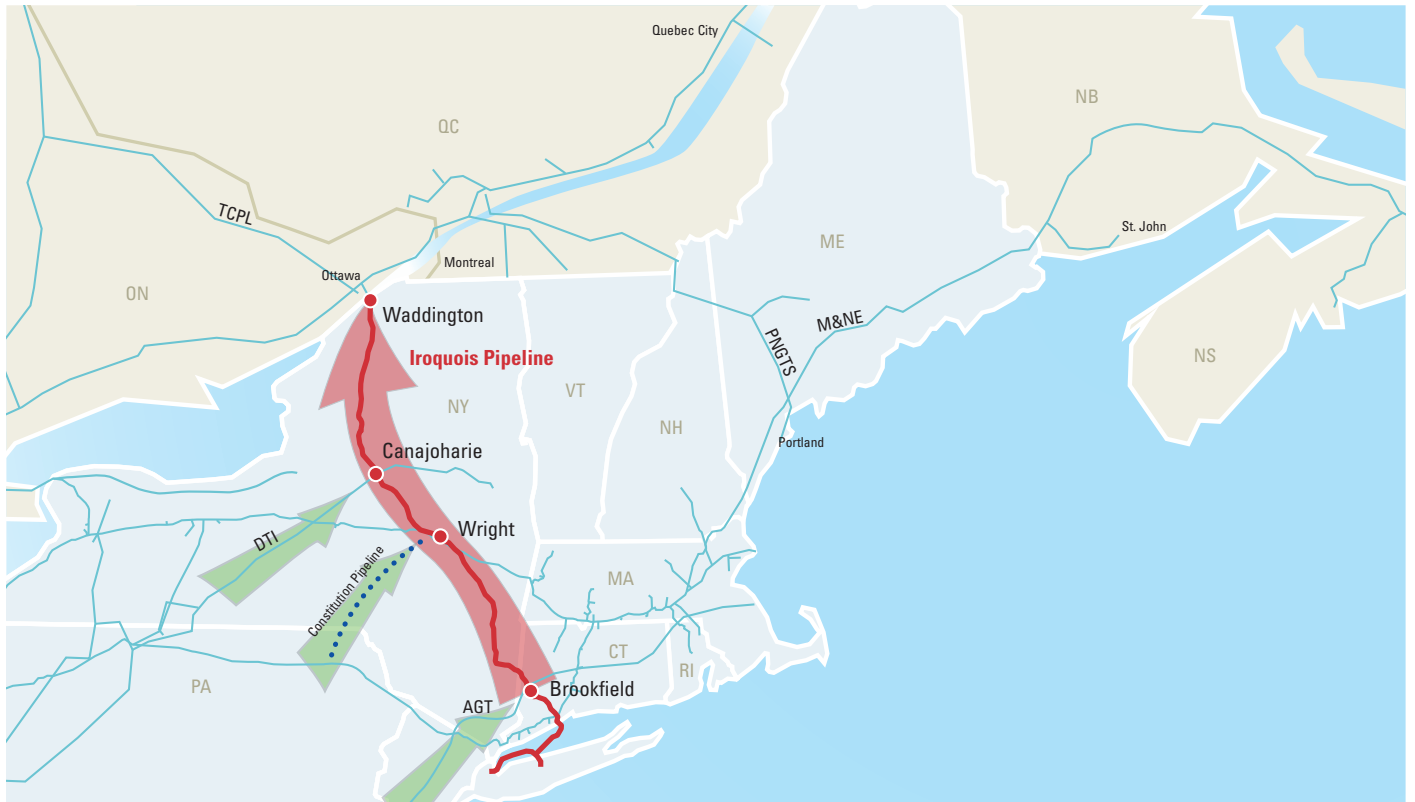 Quebec City
NB
QC
TCPL
St. John
ME
Montreal
Ottawa
ON
Waddington
M&NE
PNGTS
Iroquois Pipeline
NS
VT
NY
NH
Portland
Canajoharie
Wright
DTI
Constitution Pipeline
MA
CT
RI
PA
Brookfield
AGT